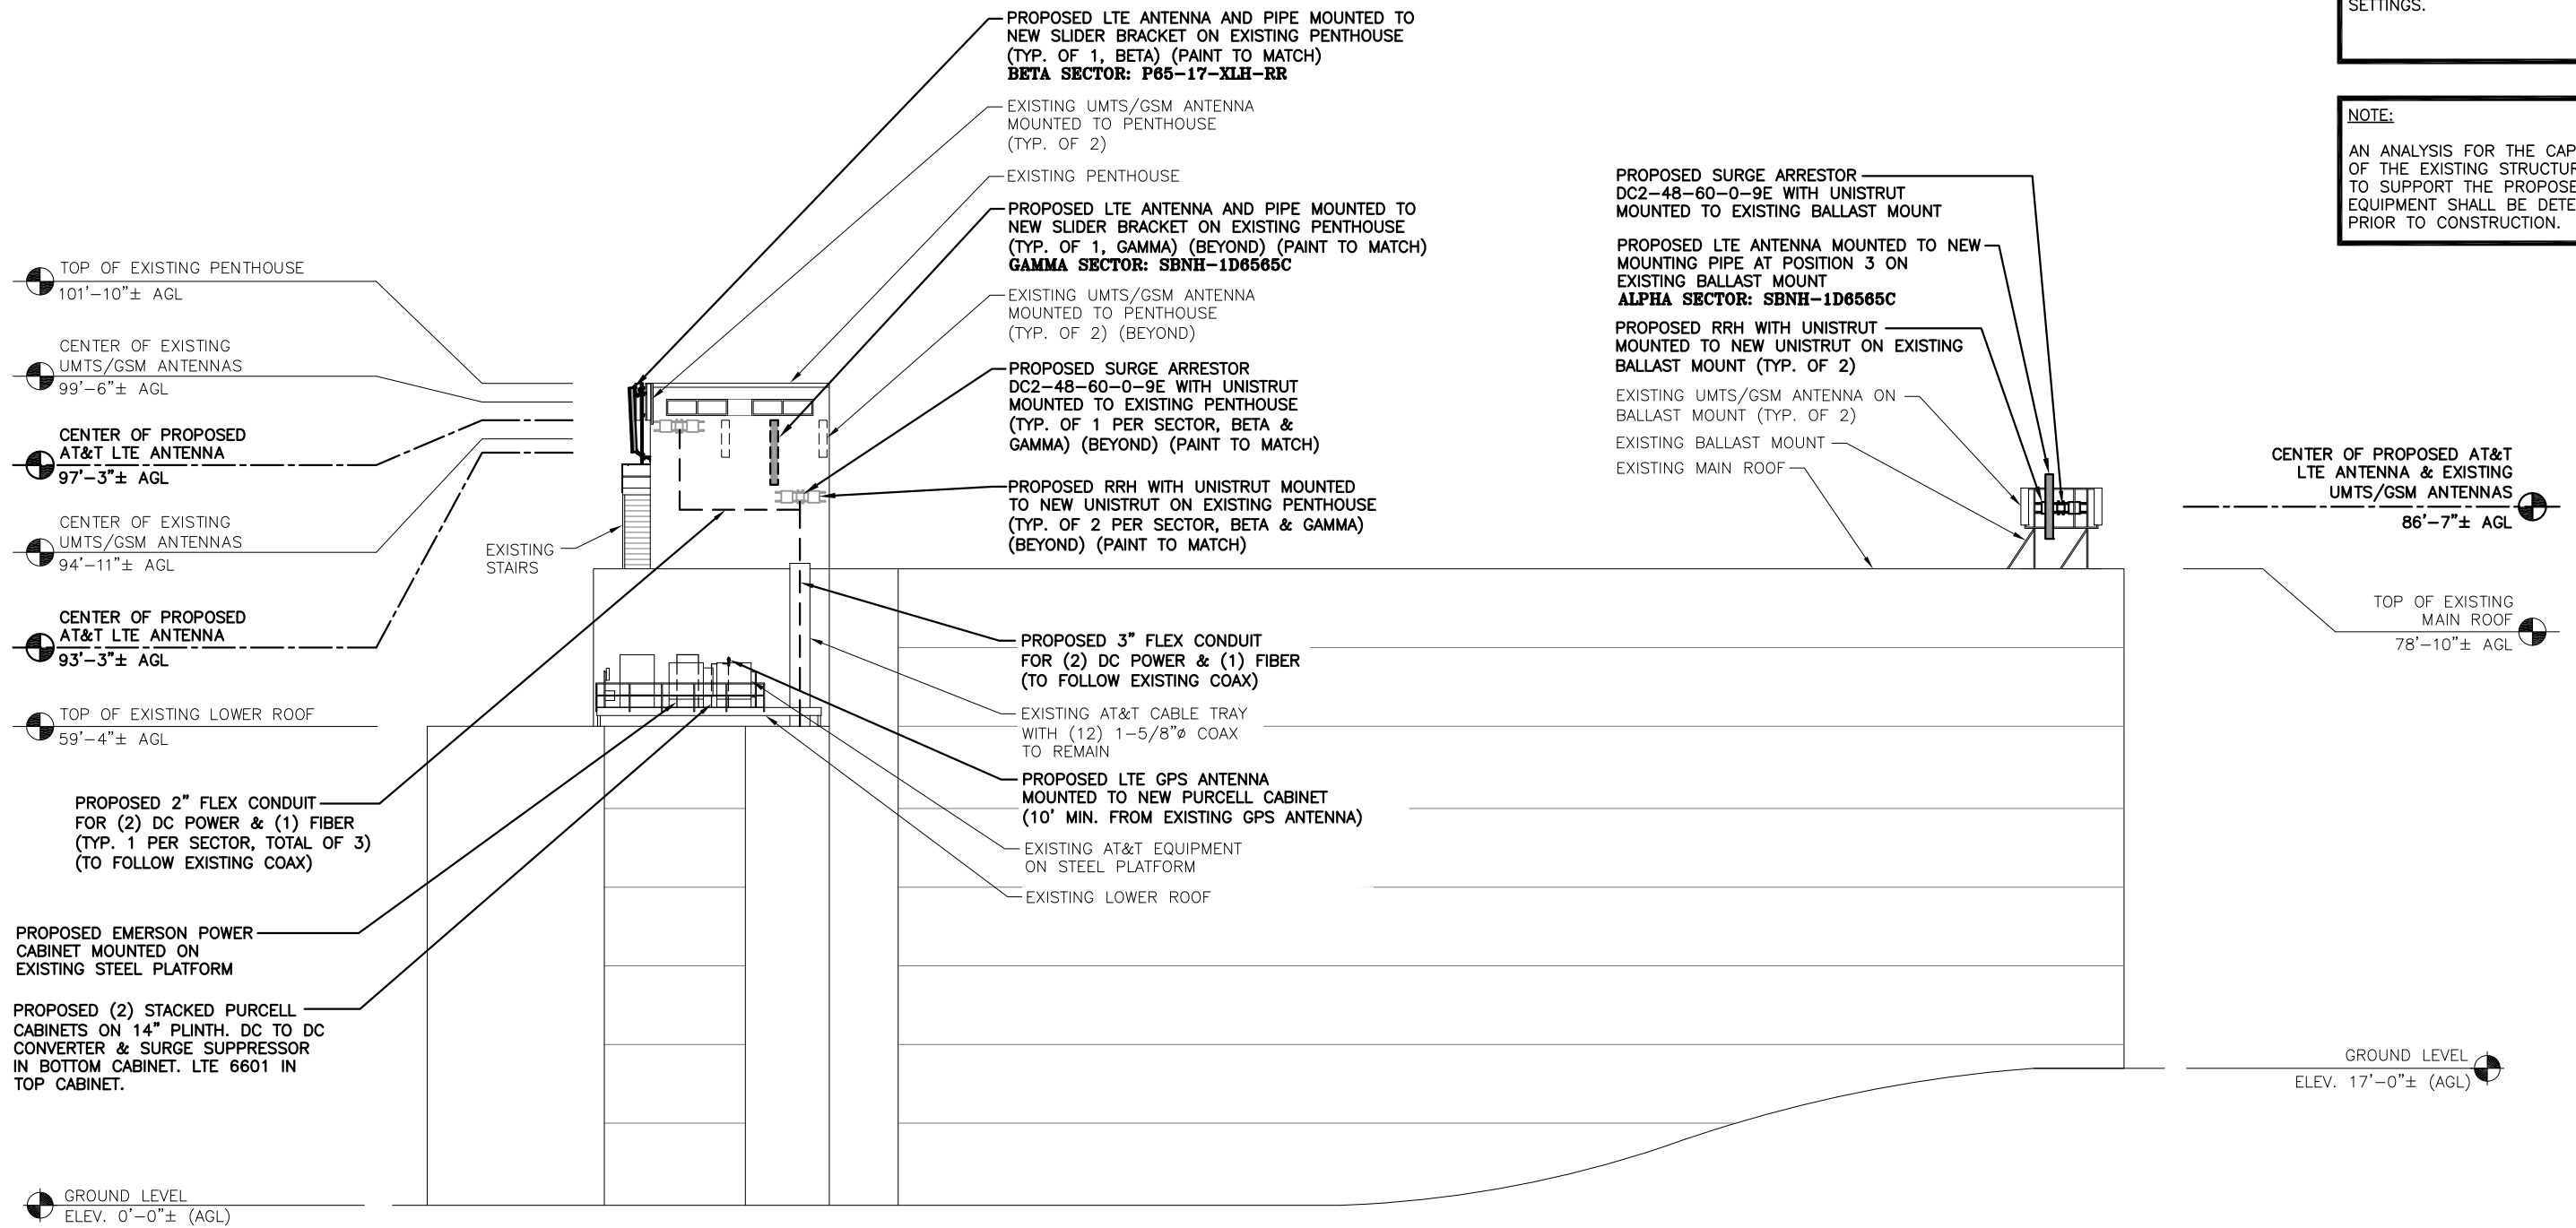 PROPOSED LTE ANTENNA AND PIPE MOUNTED TO
NEW SLIDER BRACKET ON EXISTING PENTHOUSE
(TYP. OF 1, BETA) (PAINT TO MATCH)
BETA SECTOR: P65-17-XLH-RR
EXISTING UMTS/GSM ANTENNA
MOUNTED TO PENTHOUSE
(TYP. OF 2)
EXISTING PENTHOUSE
PROPOSED LTE ANTENNA AND PIPE MOUNTED TO
NEW SLIDER BRACKET ON EXISTING PENTHOUSE
(TYP. OF 1, GAMMA) (BEYOND) (PAINT TO MATCH)
GAMMA SECTOR: SBNH-1D6565C
EXISTING UMTS/GSM ANTENNA
MOUNTED TO PENTHOUSE
(TYP. OF 2) (BEYOND)
PROPOSED SURGE ARRESTOR
DC2-48-60-0-9E WITH UNISTRUT
MOUNTED TO EXISTING PENTHOUSE
(TYP. OF 1 PER SECTOR, BETA &
GAMMA) (BEYOND) (PAINT TO MATCH)
PROPOSED RRH WITH UNISTRUT MOUNTED
TO NEW UNISTRUT ON EXISTING PENTHOUSE
(TYP. OF 2 PER SECTOR, BETA & GAMMA)
(BEYOND) (PAINT TO MATCH)
SETTINGS.
NOTE:
AN ANALYSIS FOR THE CAP
OF THE EXISTING STRUCTUR
TO SUPPORT THE PROPOSE
EQUIPMENT SHALL BE DETE
PRIOR TO CONSTRUCTION.
PROPOSED SURGE ARRESTOR
DC2-48-60-0-9E WITH UNISTRUT
MOUNTED TO EXISTING BALLAST MOUNT
PROPOSED LTE ANTENNA MOUNTED TO NEW
MOUNTING PIPE AT POSITION 3 ON
EXISTING BALLAST MOUNT
ALPHA SECTOR: SBNH-1D6565C
PROPOSED RRH WITH UNISTRUT
MOUNTED TO NEW UNISTRUT ON EXISTING
BALLAST MOUNT (TYP. OF 2)
EXISTING UMTS/GSM ANTENNA ON
BALLAST MOUNT (TYP. OF 2)
EXISTING BALLAST MOUNT
EXISTING MAIN ROOF
TOP OF EXISTING PENTHOUSE
101'-10"± AGL
CENTER OF EXISTING
UMTS/GSM ANTENNAS
99'-6"± AGL
CENTER OF PROPOSED
AT&T LTE ANTENNA
97'-3"± AGL
CENTER OF EXISTING
UMTS/GSM ANTENNAS
94'-11"± AGL
CENTER OF PROPOSED
AT&T LTE ANTENNA
93'-3"± AGL
TOP OF EXISTING LOWER ROOF
59'-4"± AGL
EXISTING
STAIRS
CENTER OF PROPOSED AT&T
LTE ANTENNA & EXISTING
UMTS/GSM ANTENNAS
86'-7"± AGL
TOP OF EXISTING
MAIN ROOF
78'-10"± AGL
PROPOSED 3" FLEX CONDUIT
FOR (2) DC POWER & (1) FIBER
(TO FOLLOW EXISTING COAX)
EXISTING AT&T CABLE TRAY
WITH (12) 1-5/8"ø COAX
TO REMAIN
PROPOSED LTE GPS ANTENNA
MOUNTED TO NEW PURCELL CABINET
(10' MIN. FROM EXISTING GPS ANTENNA)
EXISTING AT&T EQUIPMENT
ON STEEL PLATFORM
EXISTING LOWER ROOF
PROPOSED 2" FLEX CONDUIT
FOR (2) DC POWER & (1) FIBER
(TYP. 1 PER SECTOR, TOTAL OF 3)
(TO FOLLOW EXISTING COAX)
PROPOSED EMERSON POWER
CABINET MOUNTED ON
EXISTING STEEL PLATFORM
PROPOSED (2) STACKED PURCELL
CABINETS ON 14" PLINTH. DC TO DC
CONVERTER & SURGE SUPPRESSOR
IN BOTTOM CABINET. LTE 6601 IN
TOP CABINET.
GROUND LEVEL
ELEV. 17'-0"± (AGL)
GROUND LEVEL
ELEV. 0'-0"± (AGL)